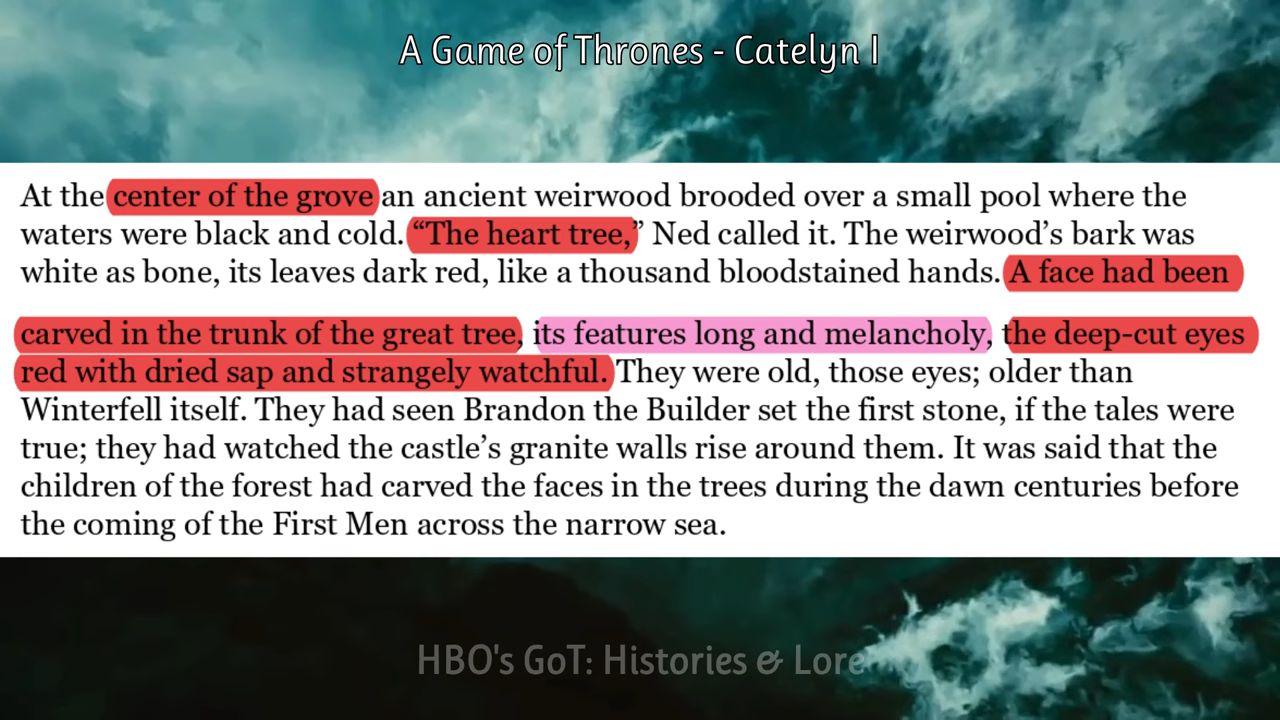 A Game of Thrones - Catelyn I
At the center of the grove an ancient weirwood brooded over a small pool where the
waters were black and cold. “The heart tree,” Ned called it. The weirwood’s bark was
white as bone, its leaves dark red, like a thousand bloodstained hands. A face had been
carved in the trunk of the great tree, its features long and melancholy, the deep-cut eyes
red with dried sap and strangely watchful. They were old, those eyes; older than
Winterfell itself. They had seen Brandon the Builder set the first stone, if the tales were
true; they had watched the castle’s granite walls rise around them. It was said that the
children of the forest had carved the faces in the trees during the dawn centuries before
the coming of the First Men across the narrow sea.
HBO's GoT: Histories & Lore